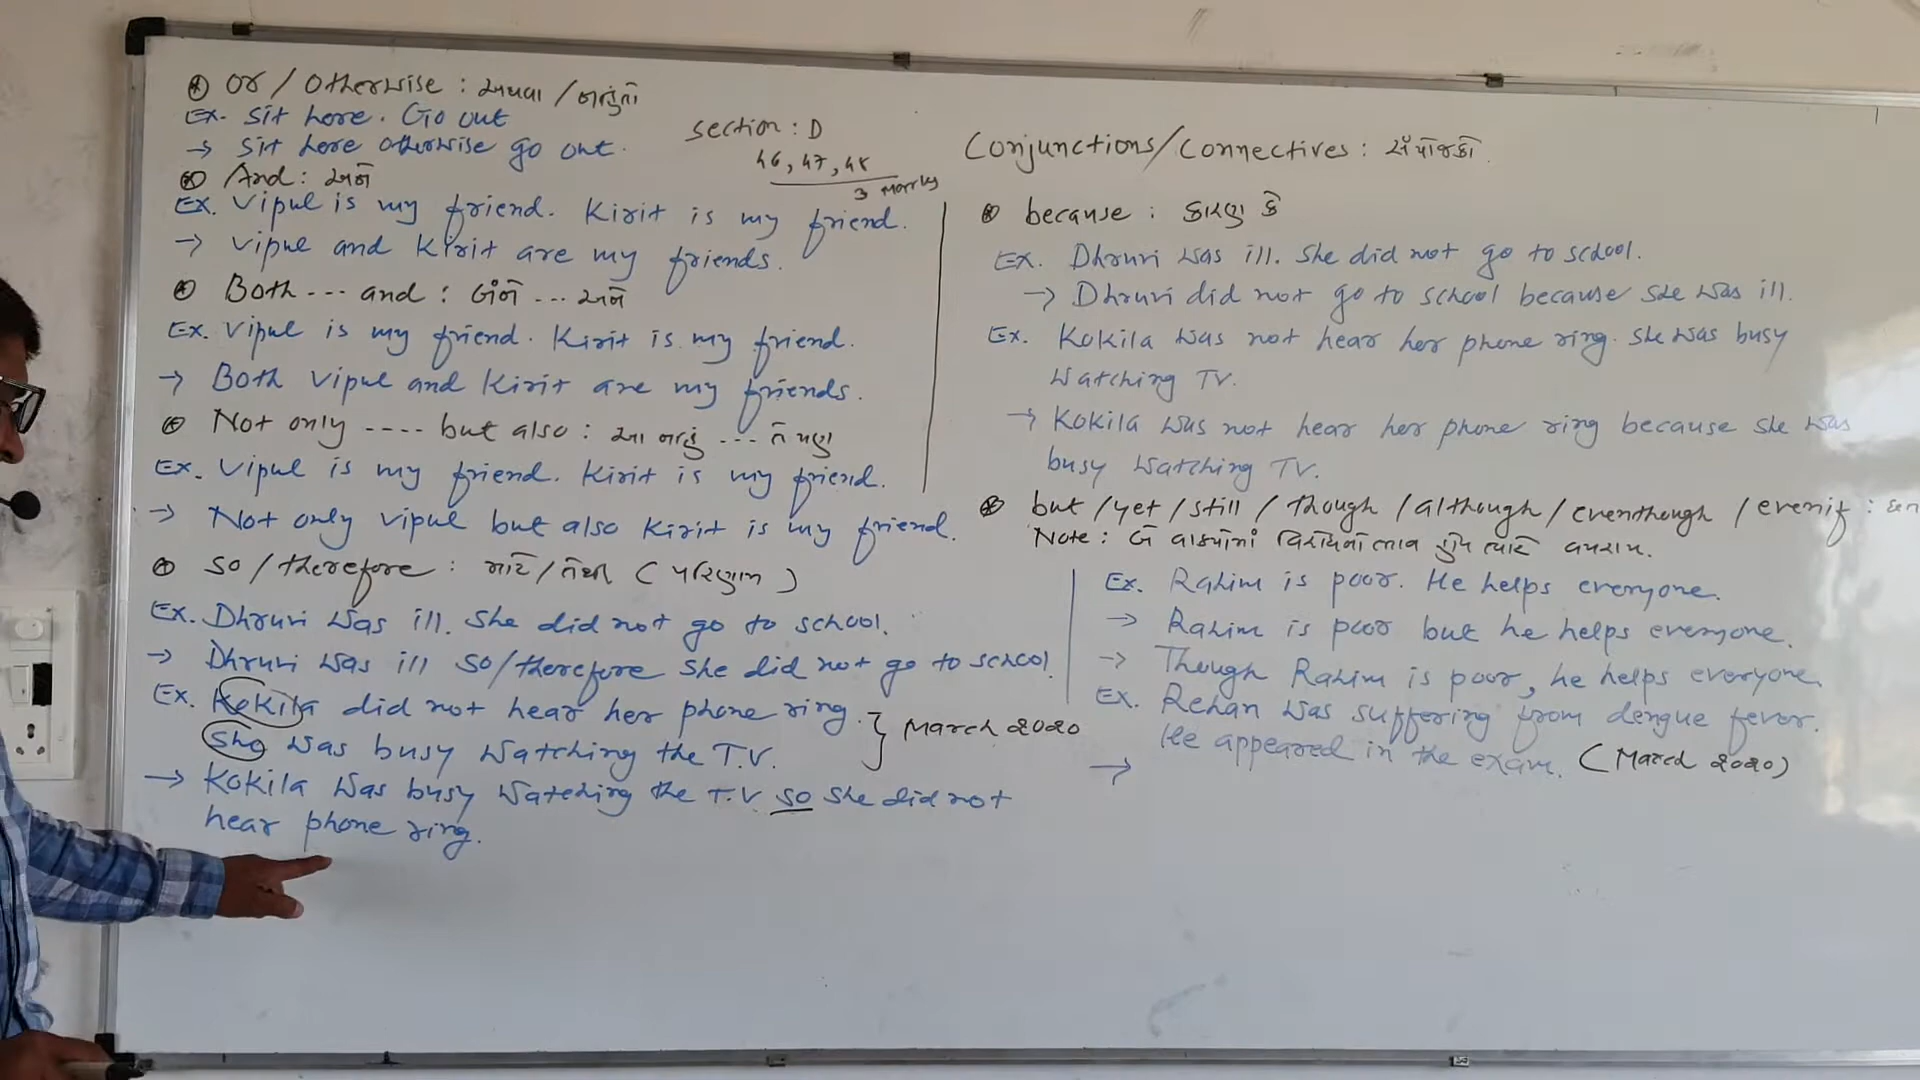 or / otherwise : અથવા / નહીંતો
Ex. Sit here. Go out
→ Sit here otherwise go out.
And : અને
Ex. Vipul is my friend. Kirit is my friend.
→ Vipul and Kirit are my friends.
Both --- and : બંને --- અને
Ex. Vipul is my friend. Kirit is my friend.
→ Both Vipul and Kirit are my friends.
Not only ---- but also : આ નહીં --- તે પણ
Ex. Vipul is my friend. Kirit is my friend.
→ Not only Vipul but also Kirit is my friend.
so / therefore : માટે / તેથી ( પરિણામ )
Ex. Dhruvi was ill. She did not go to school.
→ Dhruvi was ill so/therefore she did not go to school.
Ex. Kokila did not hear her phone ring.
She was busy watching the T.V.
} March 2020
→ Kokila was busy watching the T.V so she did not
hear phone ring.
Section : D
46, 47, 48
3 Marks
Conjunctions/Connectives : સંયોજકો
because : કારણ કે
Ex. Dhruvi was ill. She did not go to school.
→ Dhruvi did not go to school because she was ill.
Ex. Kokila was not hear her phone ring. She was busy
watching TV.
→ Kokila was not hear her phone ring because she was
busy watching TV.
but / yet / still / though / although / eventhough / evenif :
Note : બે વાક્યોમાં વિરોધનો ભાવ હોય ત્યારે વપરાય.
Ex. Rahim is poor. He helps everyone.
→ Rahim is poor but he helps everyone.
→ Though Rahim is poor, he helps everyone.
Ex. Rehan was suffering from dengue fever.
He appeared in the exam. (March 2020)
→